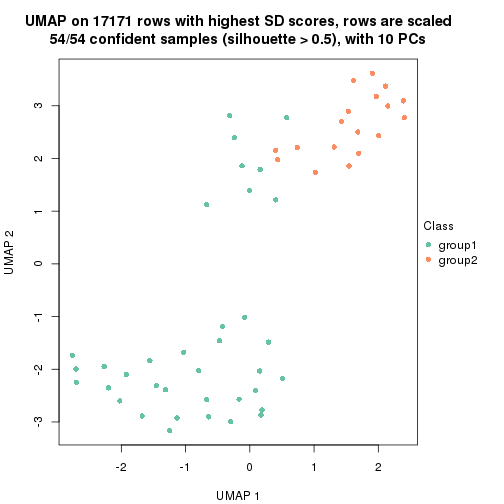 UMAP on 17171 rows with highest SD scores, rows are scaled
54/54 confident samples (silhouette > 0.5), with 10 PCs
3
2
1
0
-1
-2
-3
UMAP 2
-2 -1 0 1 2
UMAP 1
Class
group1
group2